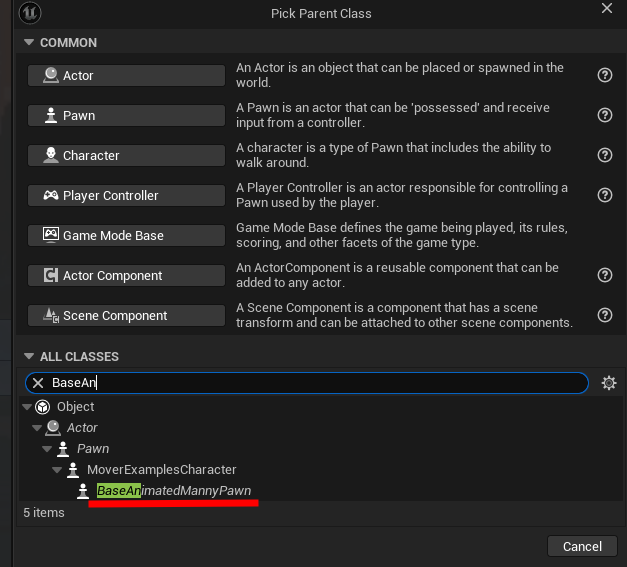 Pick Parent Class
COMMON
Actor
An Actor is an object that can be placed or spawned in the
world.
Pawn
A Pawn is an actor that can be 'possessed' and receive
input from a controller.
Character
A character is a type of Pawn that includes the ability to
walk around.
Player Controller
A Player Controller is an actor responsible for controlling a
Pawn used by the player.
Game Mode Base
Game Mode Base defines the game being played, its rules,
scoring, and other facets of the game type.
Actor Component
An ActorComponent is a reusable component that can be
added to any actor.
Scene Component
A Scene Component is a component that has a scene
transform and can be attached to other scene components.
ALL CLASSES
BaseAn
Object
Actor
Pawn
MoverExamplesCharacter
BaseAnimatedMannyPawn
5 items
Cancel